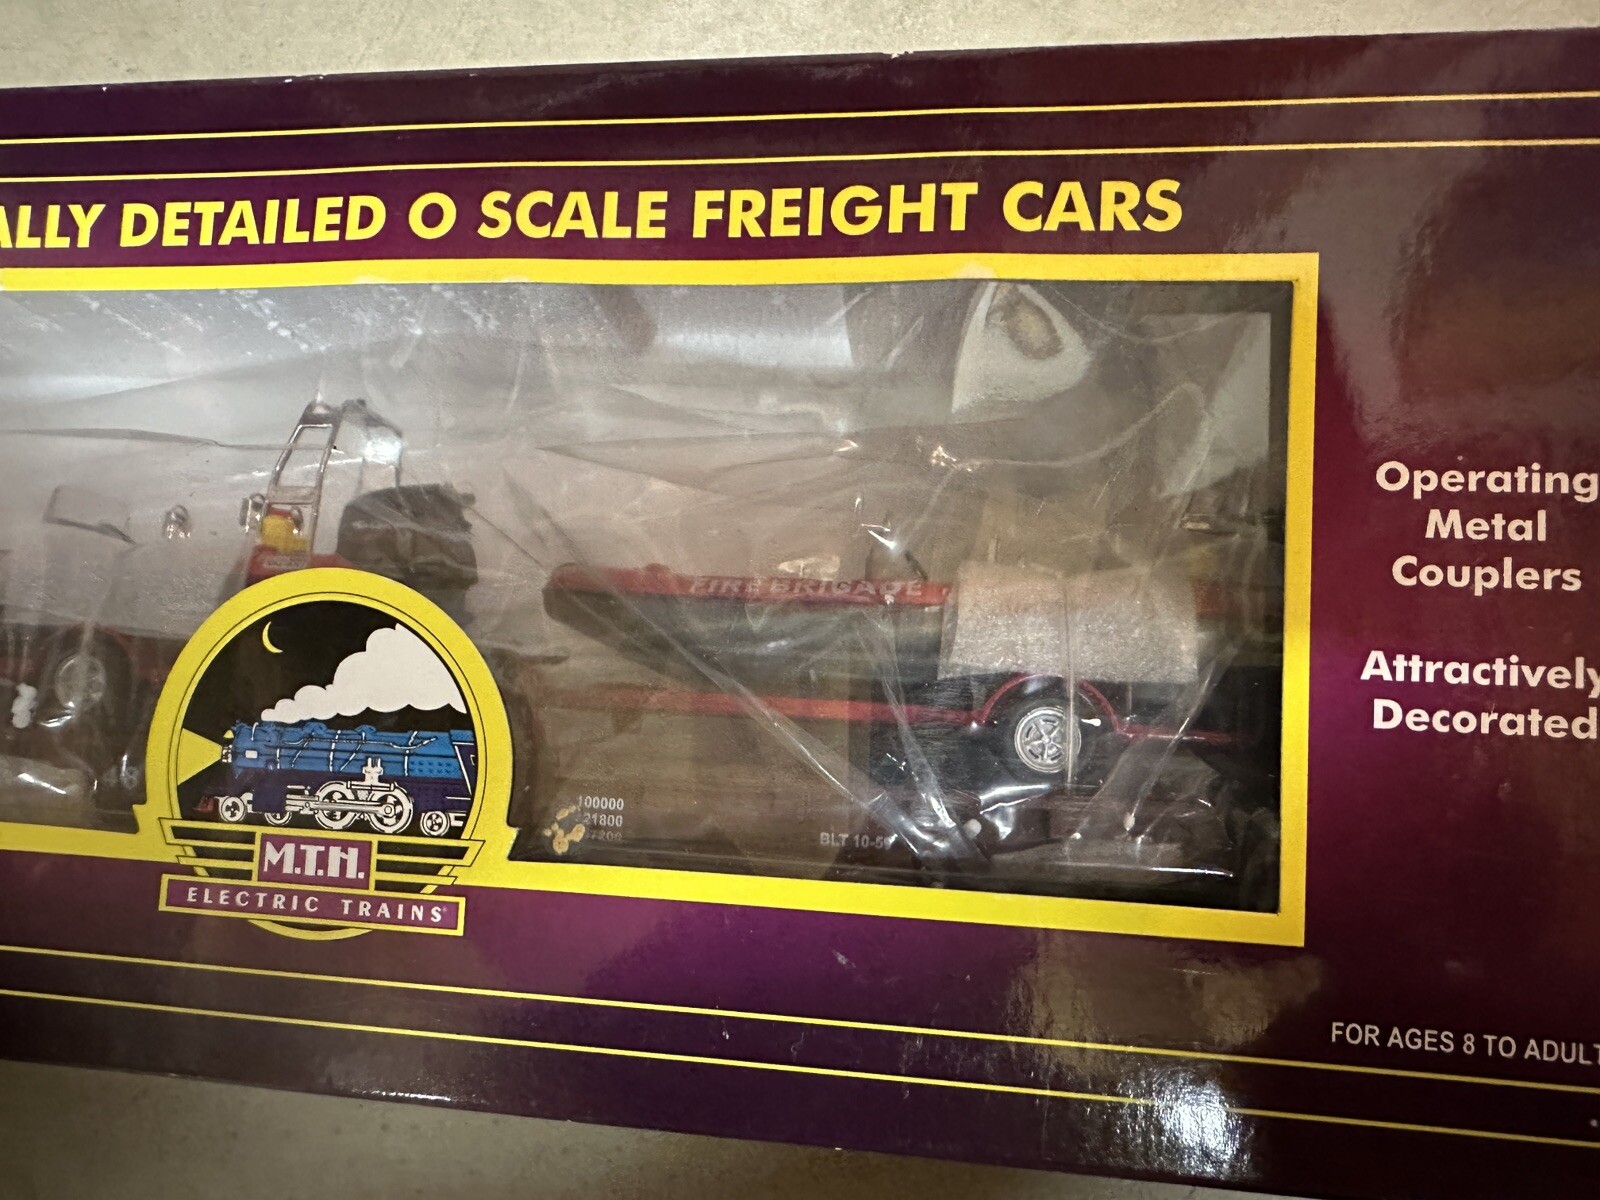 ALLY DETAILED O SCALE FREIGHT CARS
Operating
Metal
Couplers
Attractively
Decorated
FIRE BRIGADE
100000
21800
7200
BLT 10-5
M.T.H.
ELECTRIC TRAINS
FOR AGES 8 TO ADULT